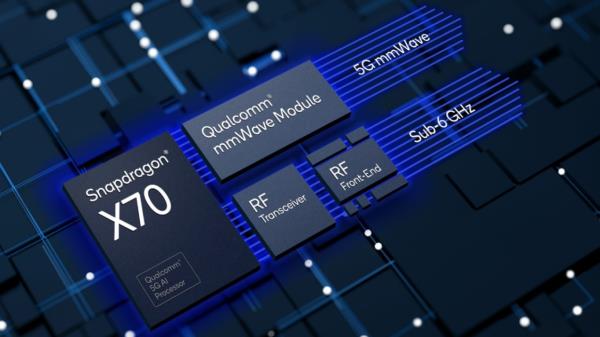 Snapdragon®
X70
Qualcomm®
5G AI
Processor
Qualcomm®
mmWave Module
RF
Transceiver
RF
Front-End
5G mmWave
Sub-6 GHz